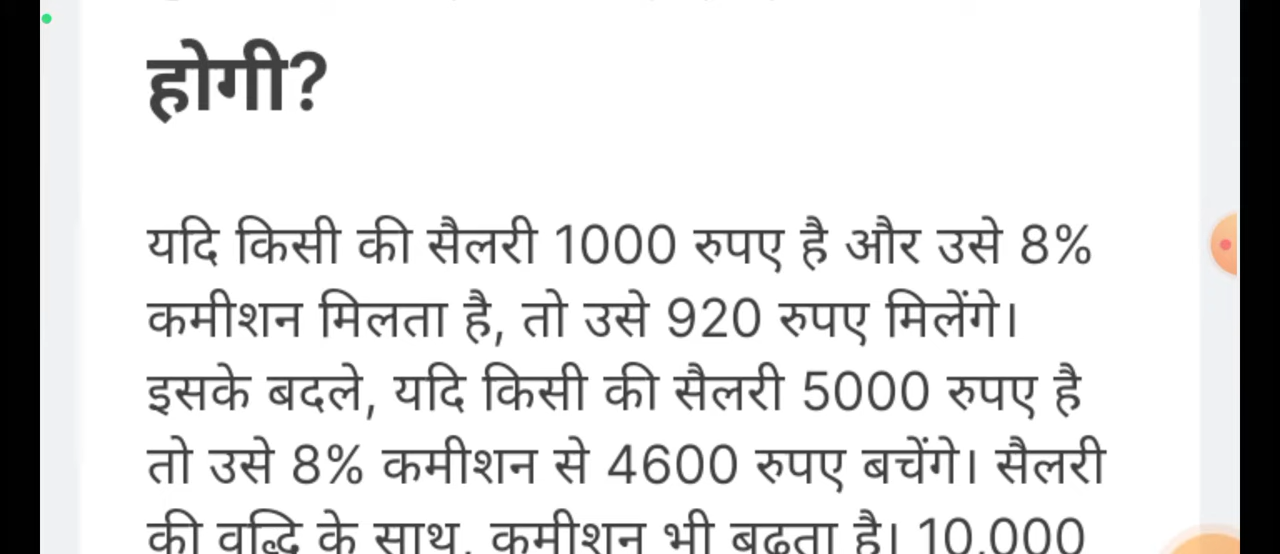 होगी?
यदि किसी की सैलरी 1000 रुपए है और उसे 8%
कमीशन मिलता है, तो उसे 920 रुपए मिलेंगे।
इसके बदले, यदि किसी की सैलरी 5000 रुपए है
तो उसे 8% कमीशन से 4600 रुपए बचेंगे। सैलरी
की वृद्धि के साथ, कमीशन भी बढ़ता है। 10,000